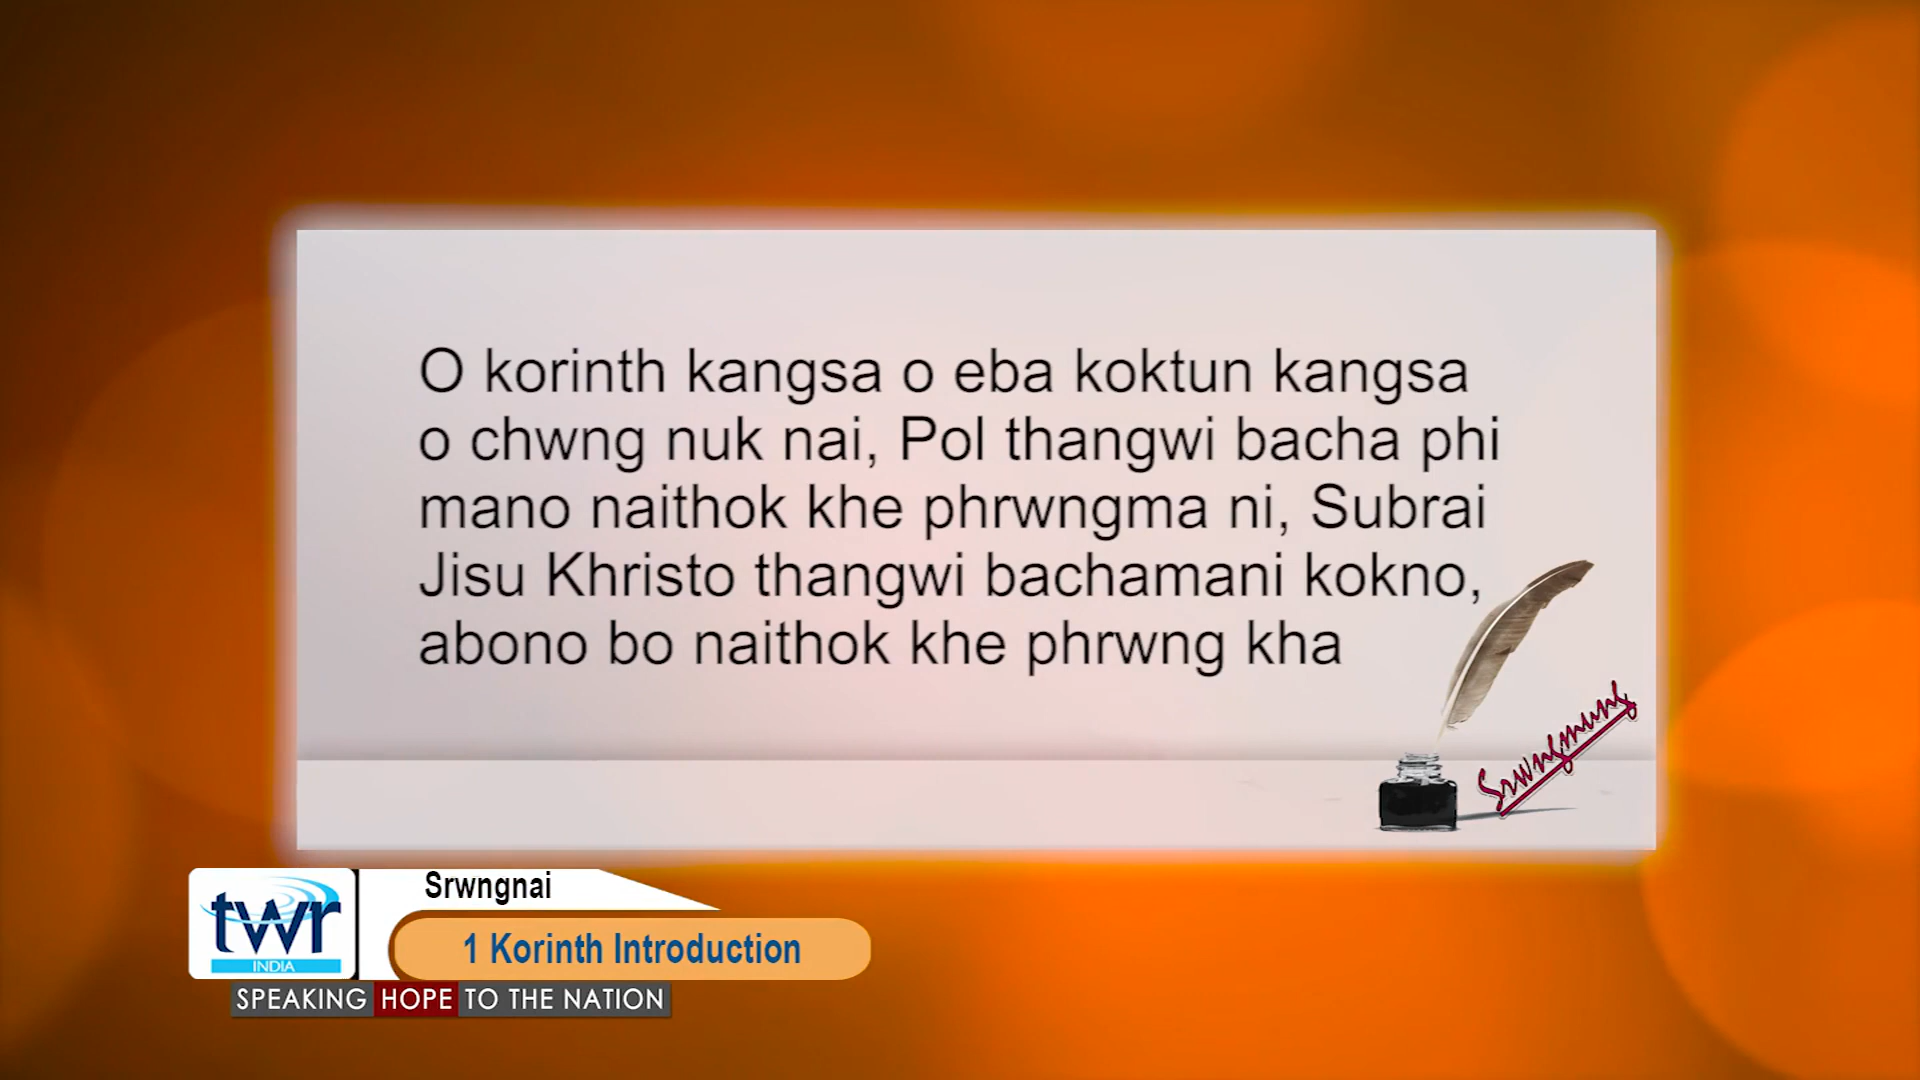 O korinth kangsa o eba koktun kangsa
o chwng nuk nai, Pol thangwi bacha phi
mano naithok khe phrwngma ni, Subrai
Jisu Khristo thangwi bachamani kokno,
abono bo naithok khe phrwng kha
Srwngmung
twr
INDIA
Srwngnai
1 Korinth Introduction
SPEAKING HOPE TO THE NATION